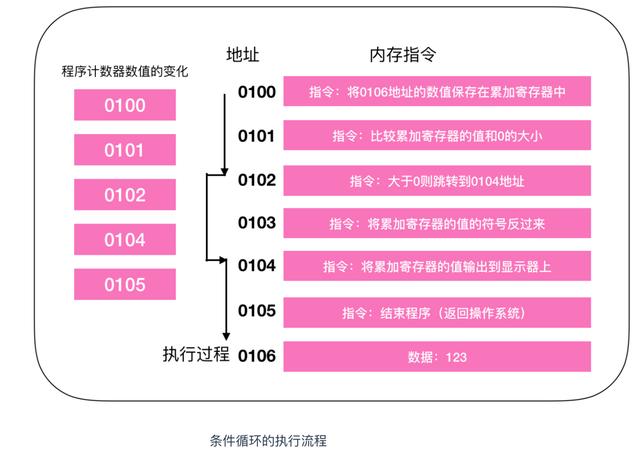 地址
内存指令
程序计数器数值的变化
0100
0101
0102
0104
0105
0100 指令：将0106地址的数值保存在累加寄存器中
0101 指令：比较累加寄存器的值和0的大小
0102 指令：大于0则跳转到0104地址
0103 指令：将累加寄存器的值的符号反过来
0104 指令：将累加寄存器的值输出到显示器上
0105 指令：结束程序（返回操作系统）
执行过程 0106 数据：123
条件循环的执行流程